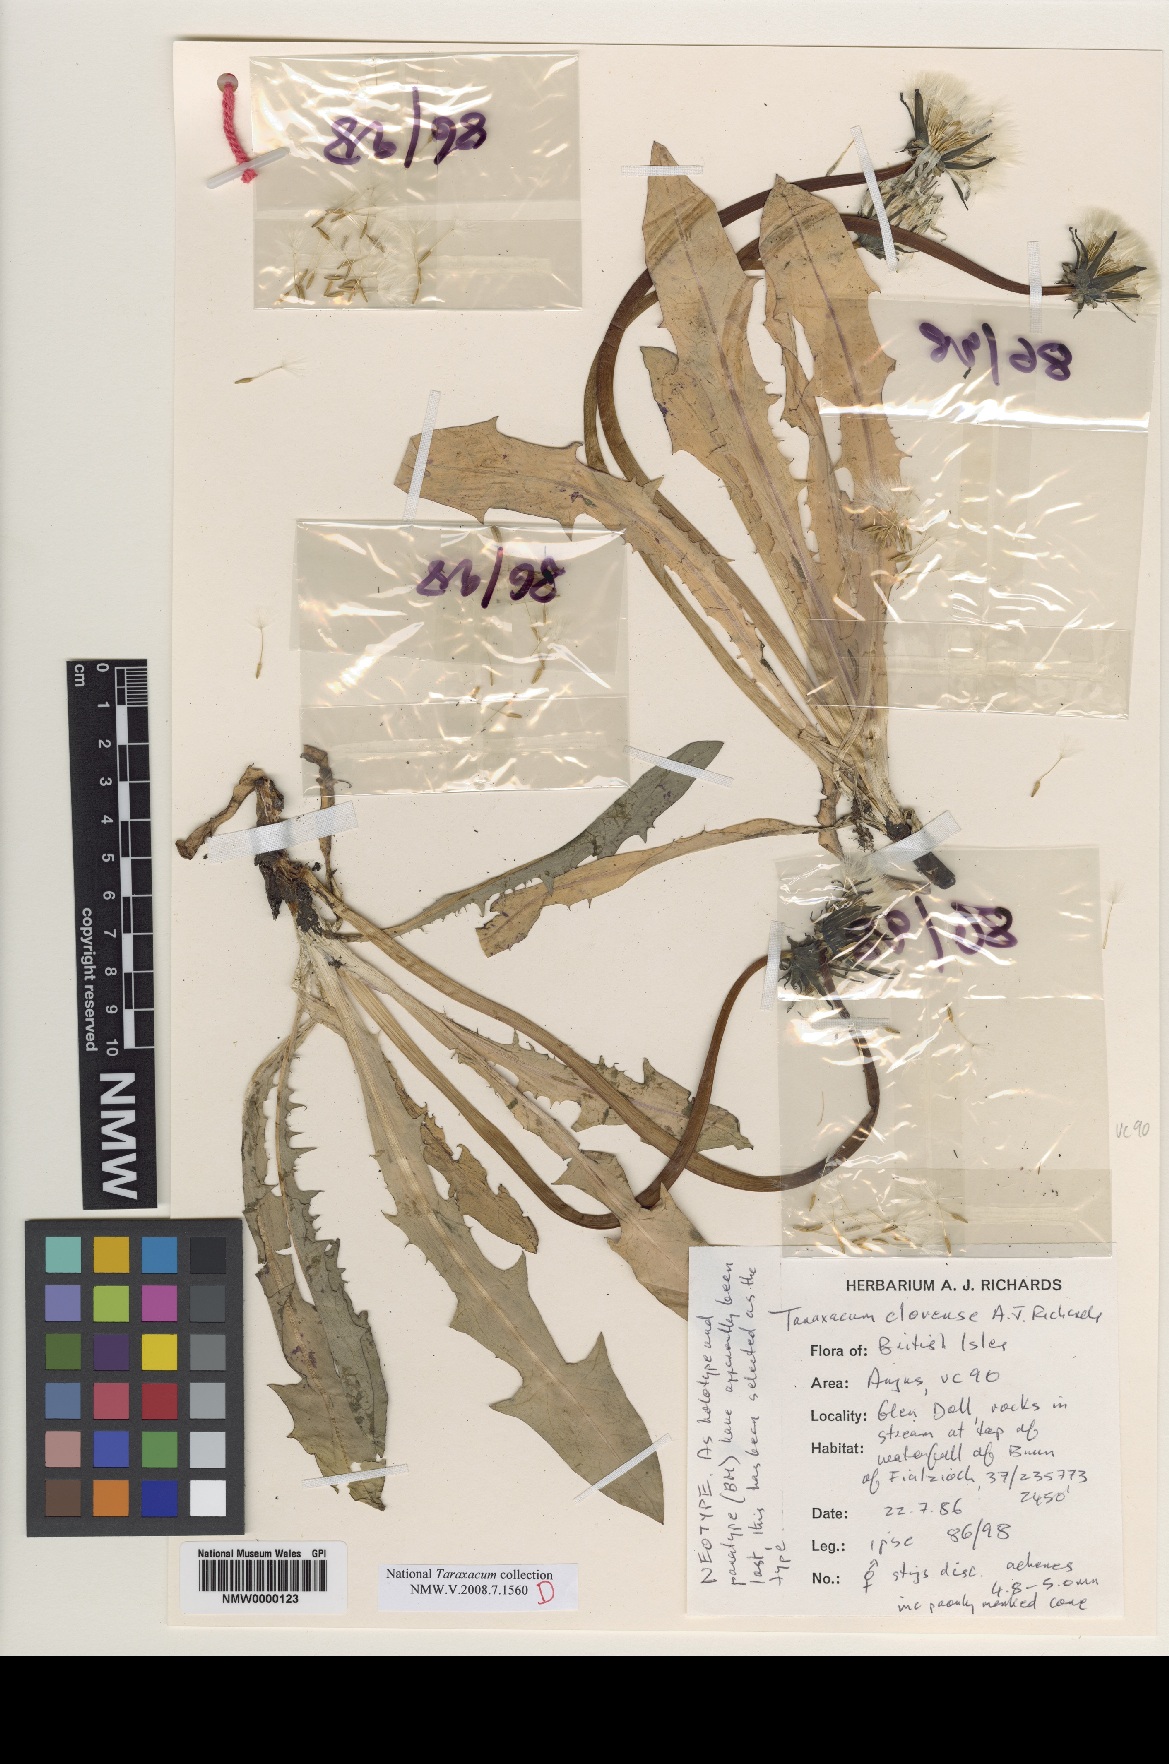 86/98
86/98
86/98
86/98
0
cm
1
2
3
4
5
6
7
8
9
10
copyright reserved
NMW
VC90
HERBARIUM A. J. RICHARDS
Taraxacum clovense A.J. Richards
Flora of: British Isles
Area: Angus, VC90
Locality: Glen Doll, rocks in
stream at top of
Habitat: waterfall of Burn
of Fialzioch, 37/235773
2450'
Date: 22.7.86
Leg.: ipse 86/98
No.: ⚥ stigs disc. achenes
4.8-5.0mm
inc poorly marked cone
NEOTYPE. As holotype and
paratype (BH) have apparently been
lost, this has been selected as the
type.
National Museum Wales GPI
NMW0000123
National Taraxacum collection
NMW.V.2008.7.1560
D